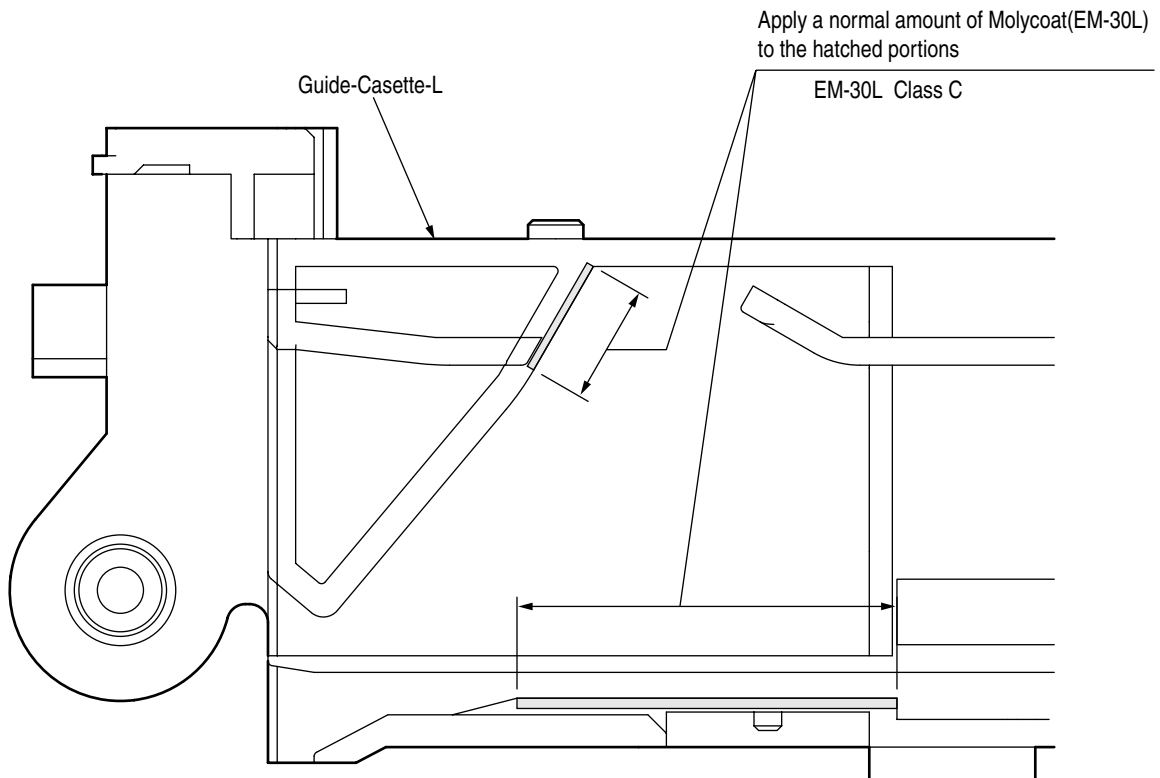 Apply a normal amount of Molycoat(EM-30L)
to the hatched portions
EM-30L Class C
Guide-Casette-L